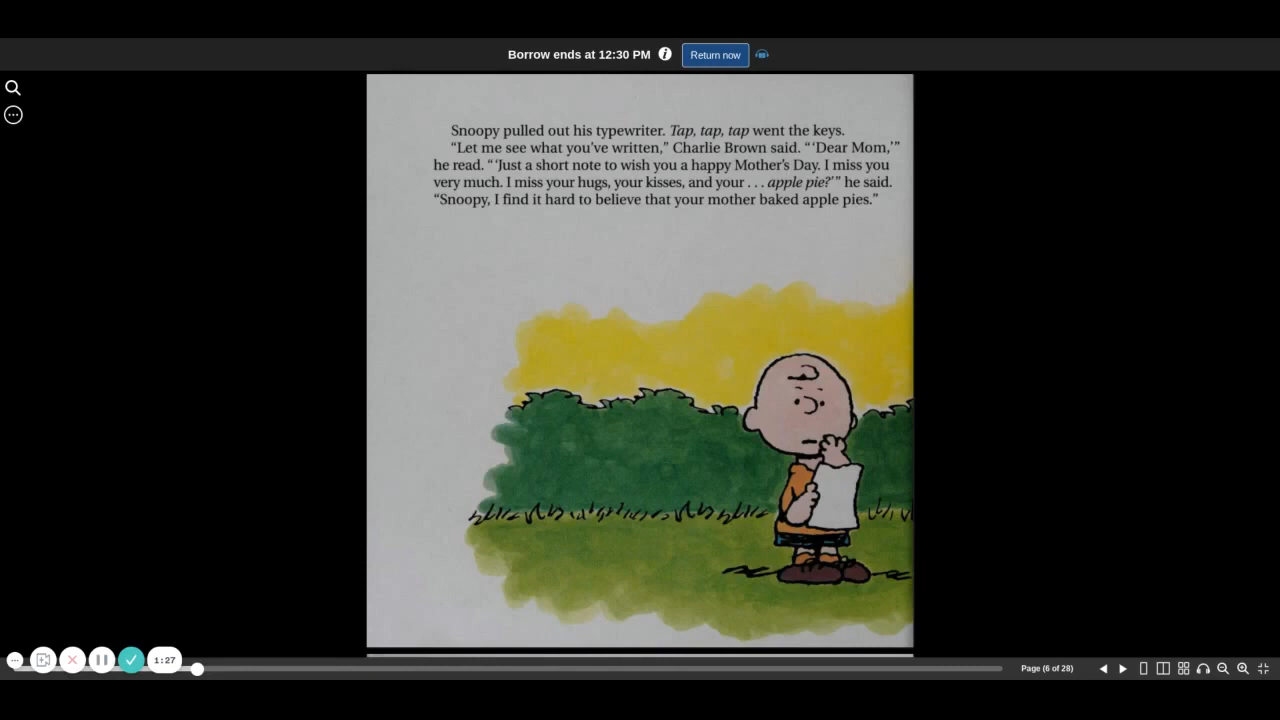 Borrow ends at 12:30 PM
Return now
Snoopy pulled out his typewriter. Tap, tap, tap went the keys.
“Let me see what you’ve written,” Charlie Brown said. “‘Dear Mom,’”
he read. “‘Just a short note to wish you a happy Mother’s Day. I miss you
very much. I miss your hugs, your kisses, and your . . . apple pie?’” he said.
“Snoopy, I find it hard to believe that your mother baked apple pies.”
1:27
Page (6 of 28)